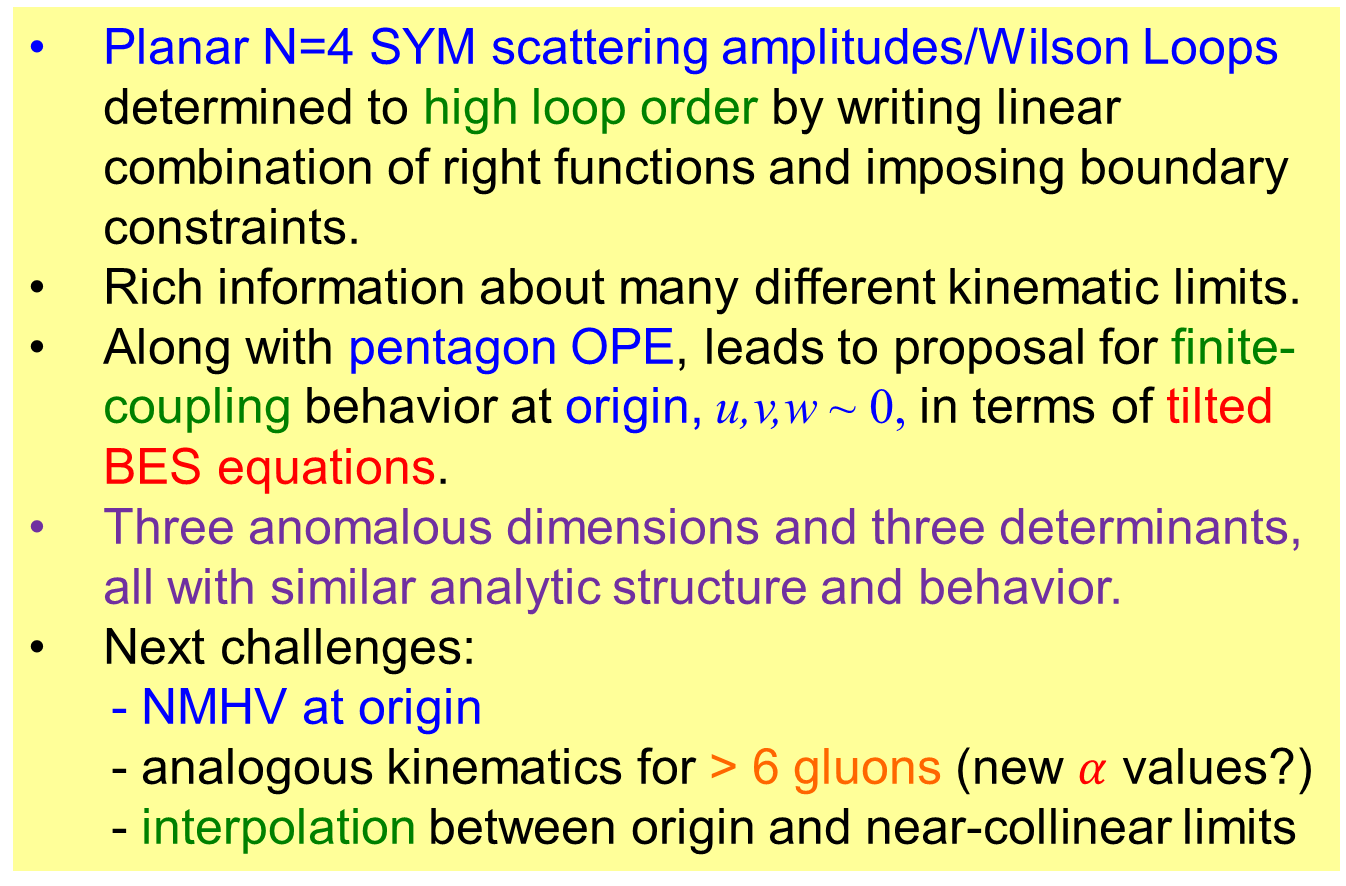 • Planar N=4 SYM scattering amplitudes/Wilson Loops
determined to high loop order by writing linear
combination of right functions and imposing boundary
constraints.
• Rich information about many different kinematic limits.
• Along with pentagon OPE, leads to proposal for finite-
coupling behavior at origin, u,v,w ~ 0, in terms of tilted
BES equations.
• Three anomalous dimensions and three determinants,
all with similar analytic structure and behavior.
• Next challenges:
- NMHV at origin
- analogous kinematics for > 6 gluons (new α values?)
- interpolation between origin and near-collinear limits